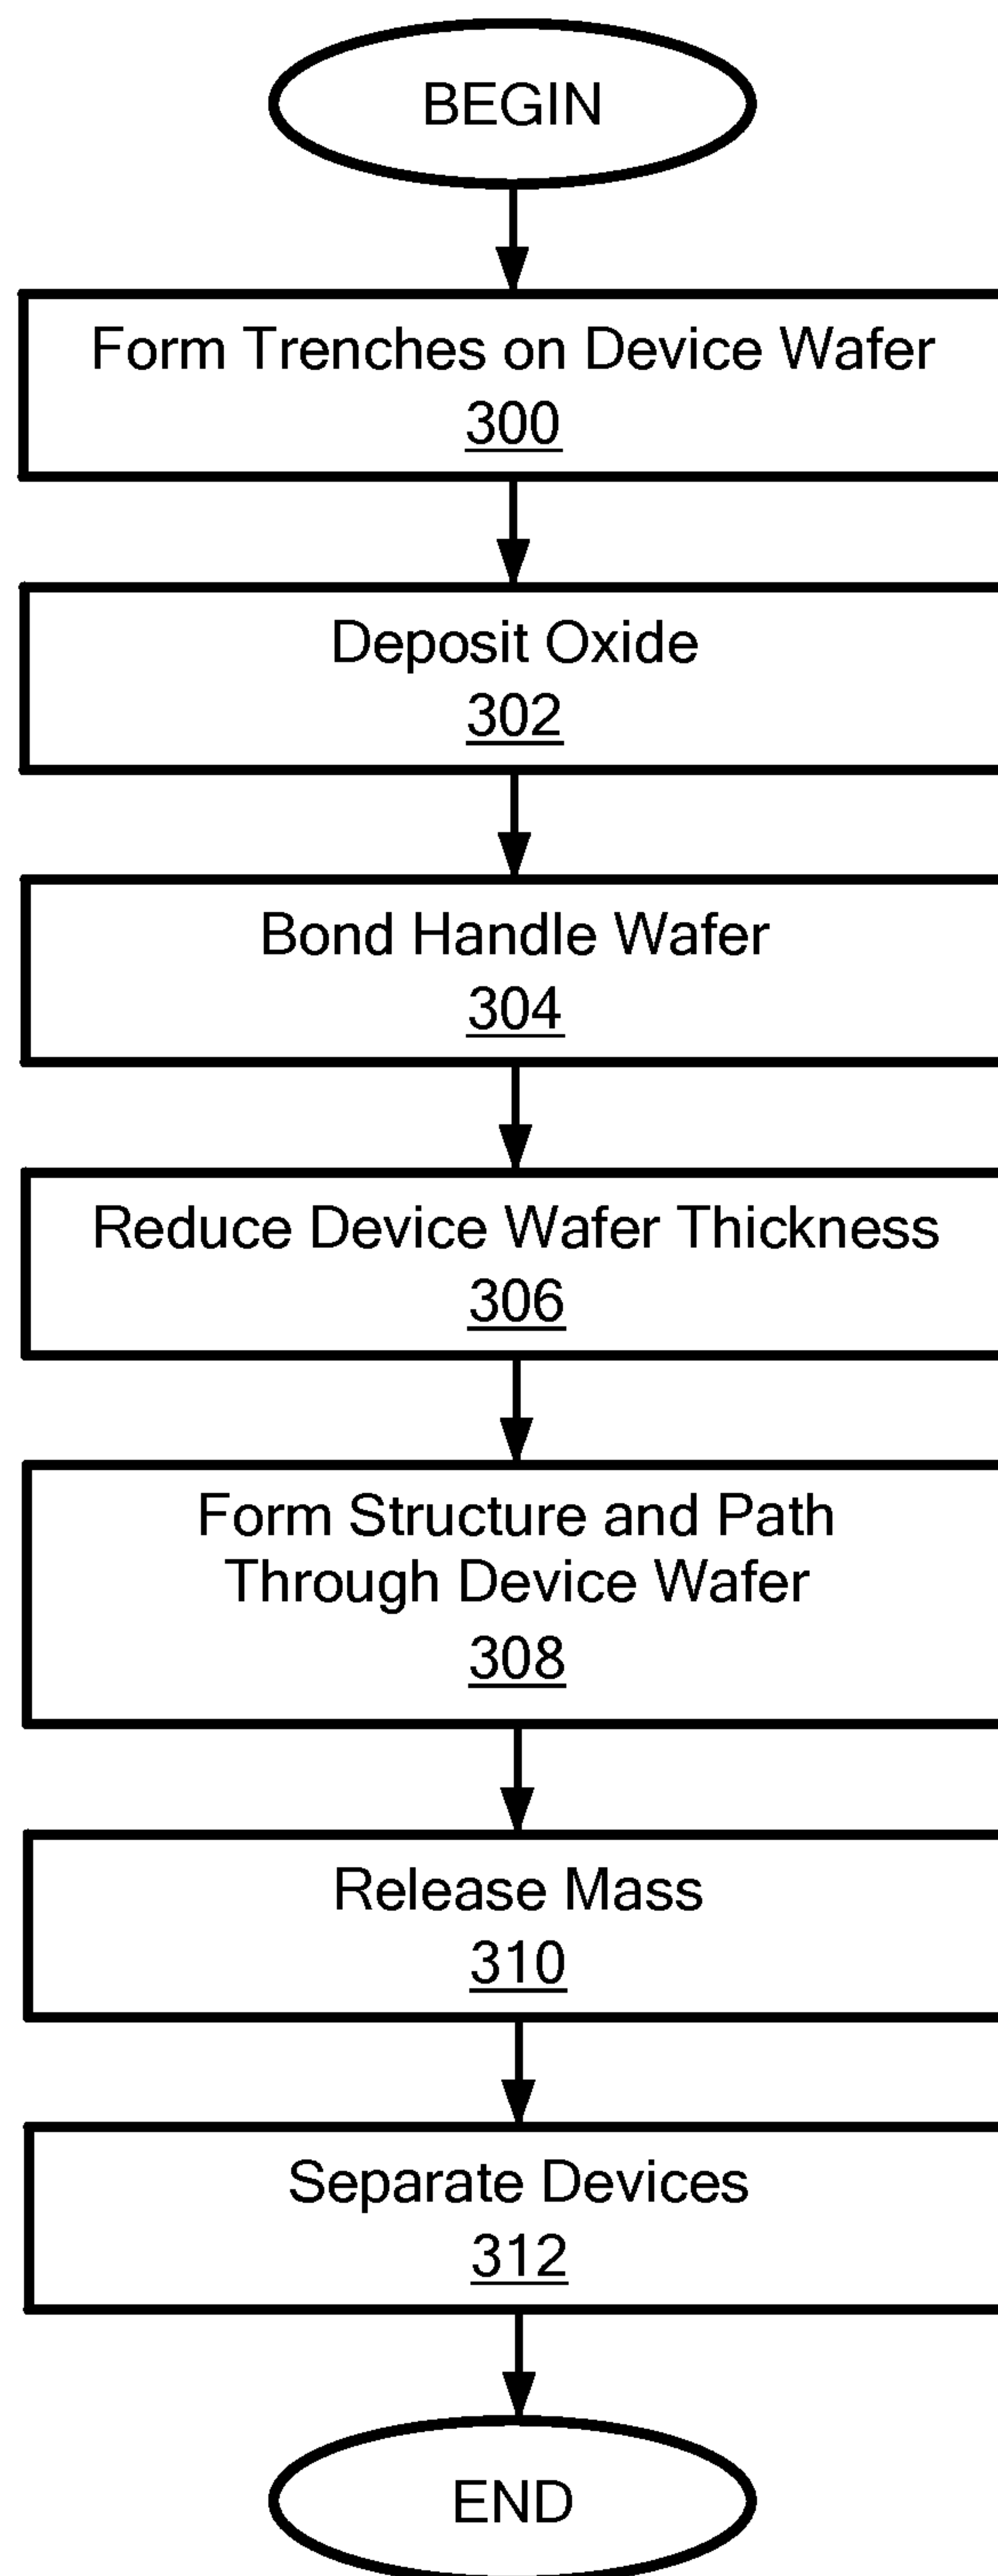 BEGIN
Form Trenches on Device Wafer
300
Deposit Oxide
302
Bond Handle Wafer
304
Reduce Device Wafer Thickness
306
Form Structure and Path
Through Device Wafer
308
Release Mass
310
Separate Devices
312
END